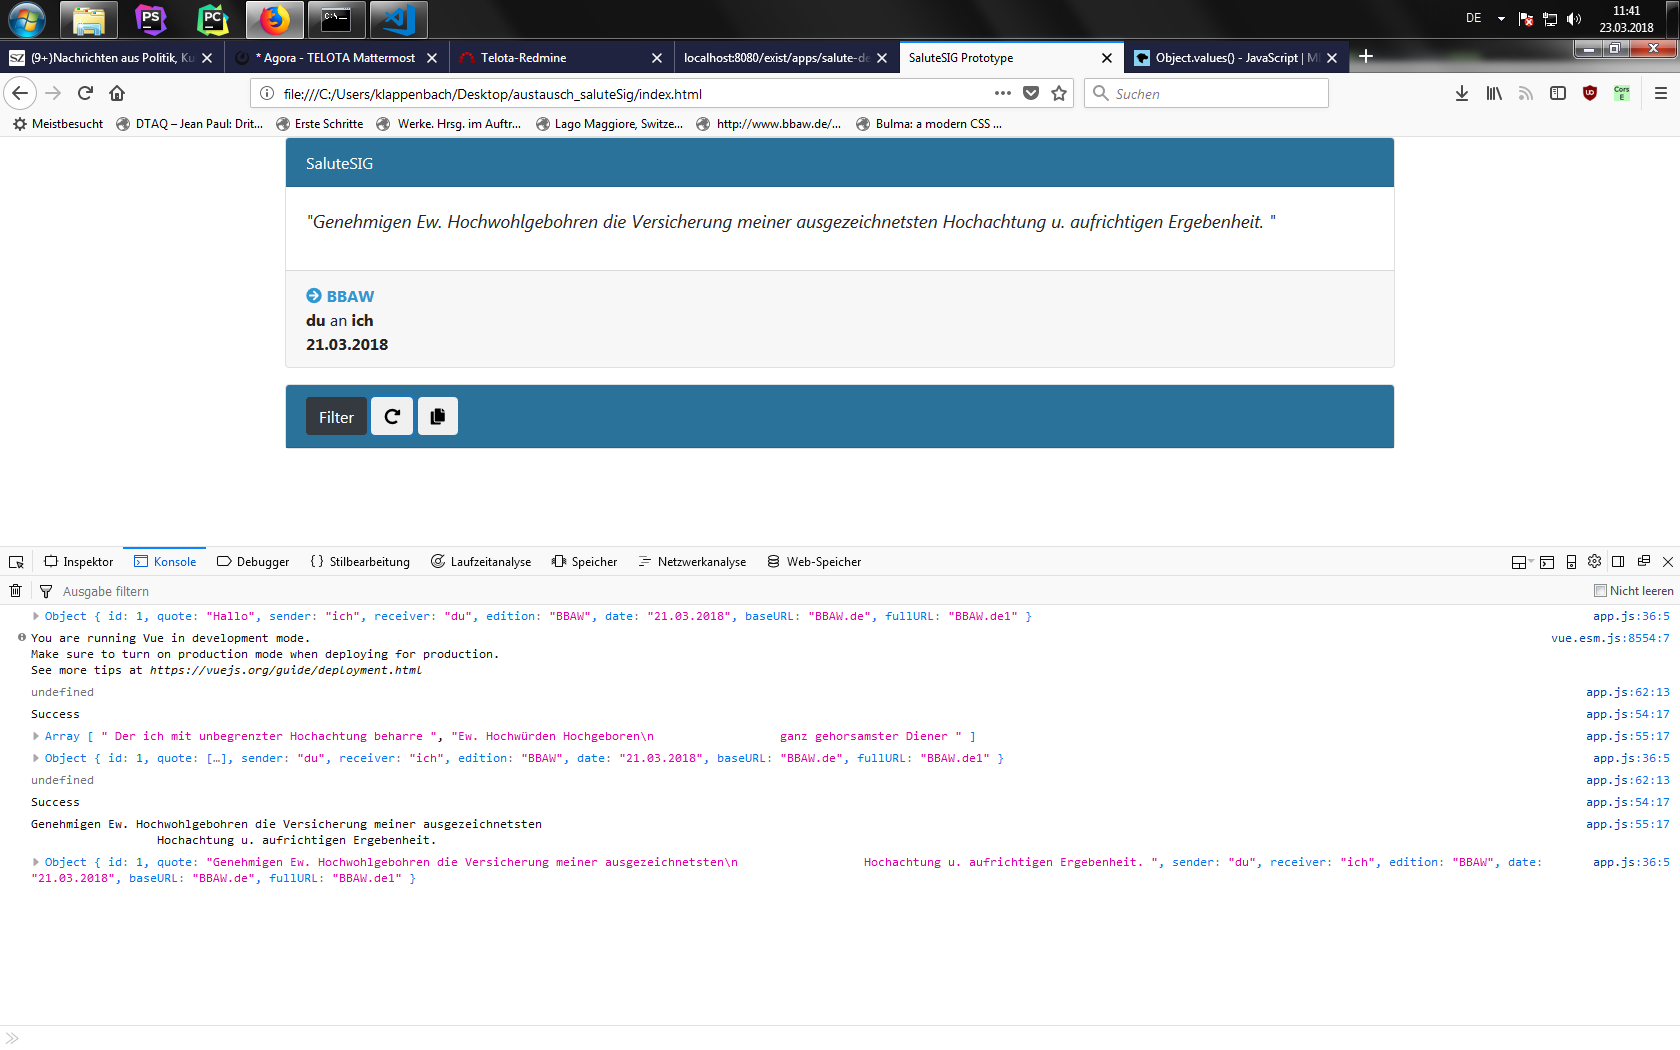 PS
PC
C:\_
DE
11:41
23.03.2018
SZ (9+)Nachrichten aus Politik, Ku
* Agora - TELOTA Mattermost
Telota-Redmine
localhost:8080/exist/apps/salute-de
SaluteSIG Prototype
Object.values() - JavaScript | M
file:///C:/Users/klappenbach/Desktop/austausch_saluteSig/index.html
Suchen
Cors
E
Meistbesucht
DTAQ – Jean Paul: Drit...
Erste Schritte
Werke. Hrsg. im Auftr...
Lago Maggiore, Switze...
http://www.bbaw.de/...
Bulma: a modern CSS ...
SaluteSIG
"Genehmigen Ew. Hochwohlgebohren die Versicherung meiner ausgezeichnetsten Hochachtung u. aufrichtigen Ergebenheit. "
BBAW
du an ich
21.03.2018
Filter
Inspektor
Konsole
Debugger
{ } Stilbearbeitung
Laufzeitanalyse
Speicher
Netzwerkanalyse
Web-Speicher
Ausgabe filtern
Nicht leeren
Object { id: 1, quote: "Hallo", sender: "ich", receiver: "du", edition: "BBAW", date: "21.03.2018", baseURL: "BBAW.de", fullURL: "BBAW.de1" } app.js:36:5
You are running Vue in development mode. vue.esm.js:8554:7
Make sure to turn on production mode when deploying for production.
See more tips at https://vuejs.org/guide/deployment.html
undefined app.js:62:13
Success app.js:54:17
Array [ " Der ich mit unbegrenzter Hochachtung beharre ", "Ew. Hochwürden Hochgeboren\n ganz gehorsamster Diener " ] app.js:55:17
Object { id: 1, quote: […], sender: "du", receiver: "ich", edition: "BBAW", date: "21.03.2018", baseURL: "BBAW.de", fullURL: "BBAW.de1" } app.js:36:5
undefined app.js:62:13
Success app.js:54:17
Genehmigen Ew. Hochwohlgebohren die Versicherung meiner ausgezeichnetsten app.js:55:17
Hochachtung u. aufrichtigen Ergebenheit.
Object { id: 1, quote: "Genehmigen Ew. Hochwohlgebohren die Versicherung meiner ausgezeichnetsten\n Hochachtung u. aufrichtigen Ergebenheit. ", sender: "du", receiver: "ich", edition: "BBAW", date: app.js:36:5
"21.03.2018", baseURL: "BBAW.de", fullURL: "BBAW.de1" }